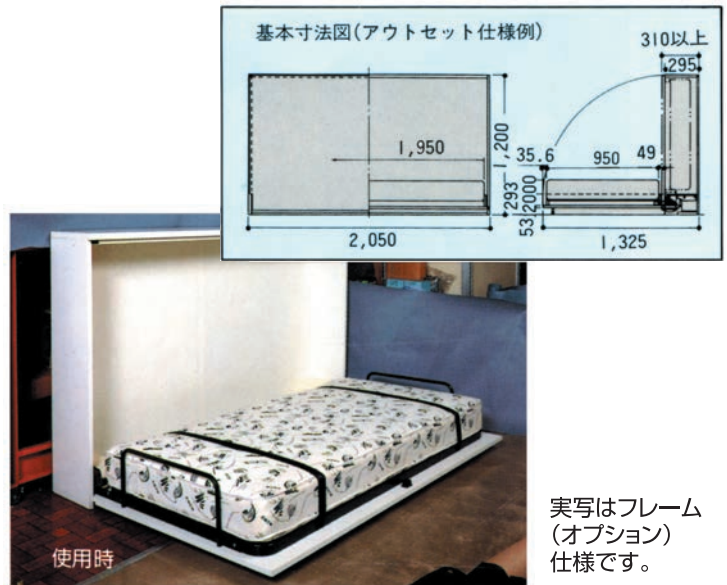 基本寸法図(アウトセット仕様例)
310以上
295
1,950
1,200
35.6
950
49
293
2000
53
2,050
1,325
使用時
実写はフレーム
(オプション)
仕様です。